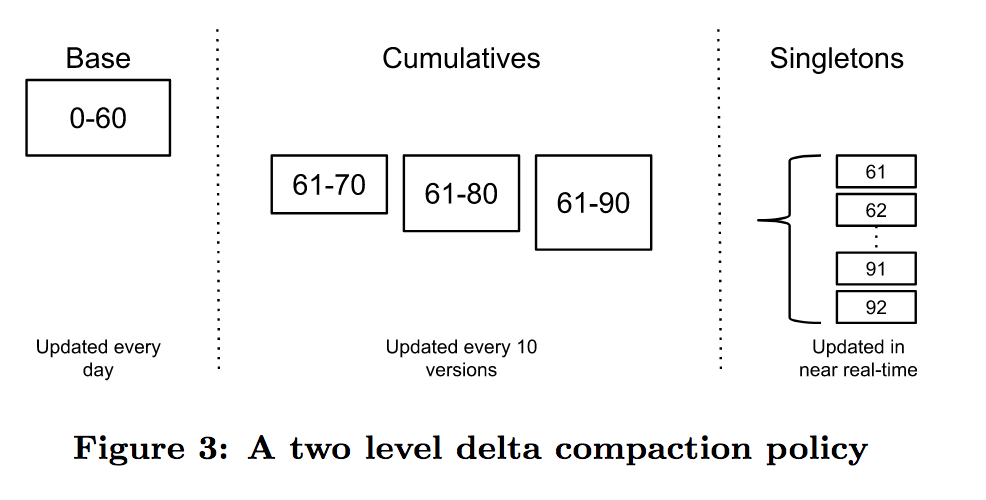 Base
0-60
Updated every
day
Cumulatives
61-70
61-80
61-90
Updated every 10
versions
Singletons
61
62
91
92
Updated in
near real-time
Figure 3: A two level delta compaction policy